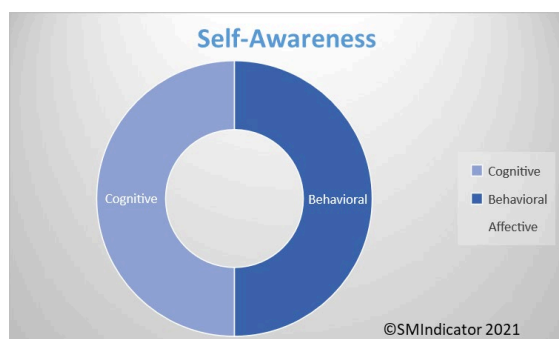 Self-Awareness
Cognitive
Behavioral
Cognitive
Behavioral
Affective
©SMIndicator 2021